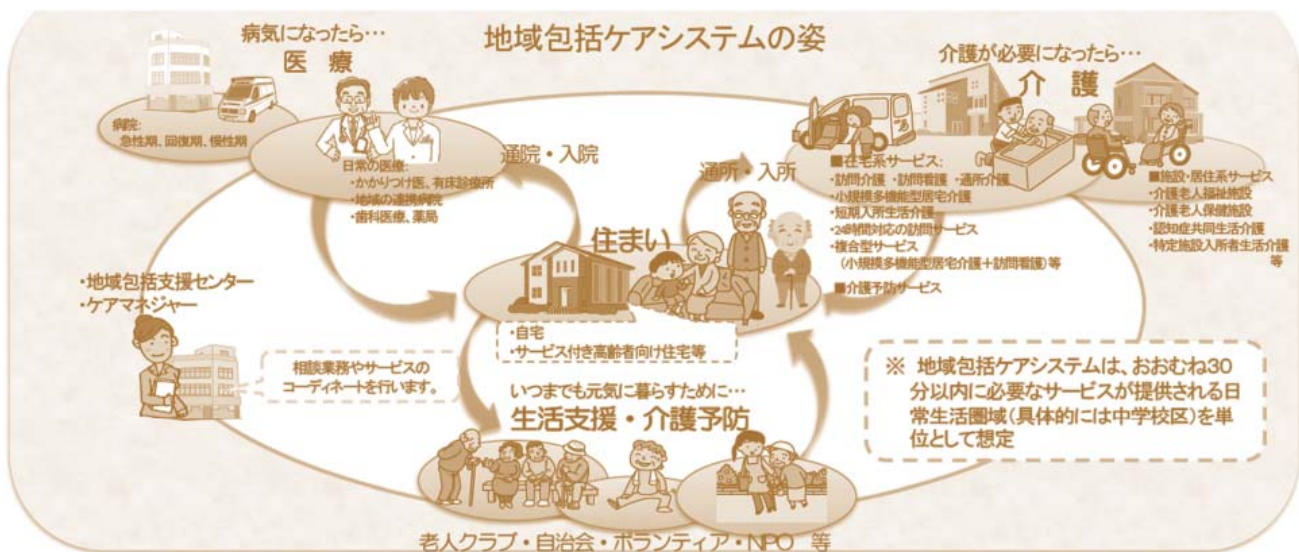 地域包括ケアシステムの姿
病気になったら…
医 療
病院:
急性期、回復期、慢性期
日常の医療:
・かかりつけ医、有床診療所
・地域の連携病院
・歯科医療、薬局
通院・入院
通所・入所
介護が必要になったら…
介 護
■在宅系サービス:
・訪問介護 ・訪問看護 ・通所介護
・小規模多機能型居宅介護
・短期入所生活介護
・24時間対応の訪問サービス
・複合型サービス
(小規模多機能型居宅介護+訪問看護)等
■介護予防サービス
■施設・居住系サービス
・介護老人福祉施設
・介護老人保健施設
・認知症共同生活介護
・特定施設入所者生活介護
等
住まい
・自宅
・サービス付き高齢者向け住宅等
・地域包括支援センター
・ケアマネジャー
相談業務やサービスの
コーディネートを行います。
いつまでも元気に暮らすために…
生活支援・介護予防
老人クラブ・自治会・ボランティア・NPO 等
※ 地域包括ケアシステムは、おおむね30
分以内に必要なサービスが提供される日
常生活圏域(具体的には中学校区)を単
位として想定